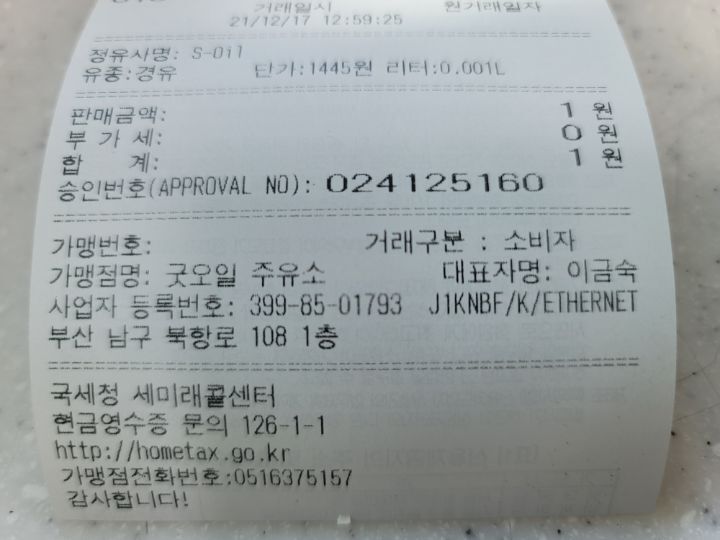 거래일시 원거래일자
21/12/17 12:59:25
정유사명: S-Oil
유종:경유 단가:1445원 리터:0.001L
판매금액: 1 원
부 가 세: 0 원
합 계: 1 원
승인번호(APPROVAL NO): 024125160
가맹번호: 거래구분 : 소비자
가맹점명: 굿오일 주유소 대표자명: 이금숙
사업자 등록번호: 399-85-01793 J1KNBF/K/ETHERNET
부산 남구 북항로 108 1층
국세청 세미래콜센터
현금영수증 문의 126-1-1
http://hometax.go.kr
가맹점전화번호:0516375157
감사합니다!